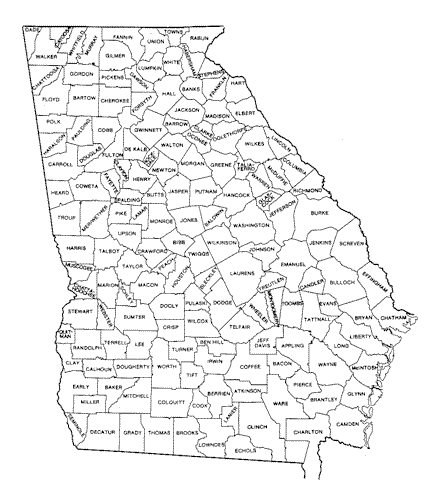 DADE
CATOOSA
WHITFIELD
MURRAY
FANNIN
UNION
TOWNS
RABUN
WALKER
GILMER
LUMPKIN
WHITE
HABERSHAM
STEPHENS
CHATTOOGA
GORDON
PICKENS
DAWSON
HALL
BANKS
FRANKLIN
HART
FLOYD
BARTOW
CHEROKEE
FORSYTH
JACKSON
MADISON
ELBERT
POLK
PAULDING
COBB
GWINNETT
BARROW
CLARKE
OCONEE
OGLETHORPE
HARALSON
DOUGLAS
FULTON
DE KALB
WALTON
WILKES
LINCOLN
CARROLL
CLAYTON
ROCK
DALE
NEWTON
MORGAN
GREENE
TALIA-
FERRO
WARREN
McDUFFIE
COLUMBIA
HEARD
COWETA
FAYETTE
HENRY
SPALDING
BUTTS
JASPER
PUTNAM
HANCOCK
RICHMOND
TROUP
MERIWETHER
PIKE
LAMAR
MONROE
JONES
BALDWIN
WASHINGTON
JEFFERSON
BURKE
HARRIS
TALBOT
UPSON
CRAWFORD
BIBB
WILKINSON
JOHNSON
JENKINS
SCREVEN
MUSCOGEE
TAYLOR
PEACH
HOUSTON
TWIGGS
BLECKLEY
LAURENS
EMANUEL
CANDLER
BULLOCH
EFFINGHAM
MARION
MACON
TREUTLEN
STEWART
WEBSTER
SUMTER
DOOLY
PULASKI
DODGE
WHEELER
MONTGOMERY
TOOMBS
TATTNALL
EVANS
BRYAN
CHATHAM
QUIT-
MAN
RANDOLPH
TERRELL
LEE
CRISP
WILCOX
TELFAIR
JEFF
DAVIS
APPLING
LONG
LIBERTY
CLAY
CALHOUN
DOUGHERTY
WORTH
TURNER
BEN HILL
IRWIN
COFFEE
BACON
WAYNE
McINTOSH
EARLY
BAKER
MITCHELL
TIFT
BERRIEN
ATKINSON
WARE
PIERCE
BRANTLEY
GLYNN
MILLER
COLQUITT
COOK
LANIER
CLINCH
CHARLTON
CAMDEN
SEMINOLE
DECATUR
GRADY
THOMAS
BROOKS
LOWNDES
ECHOLS